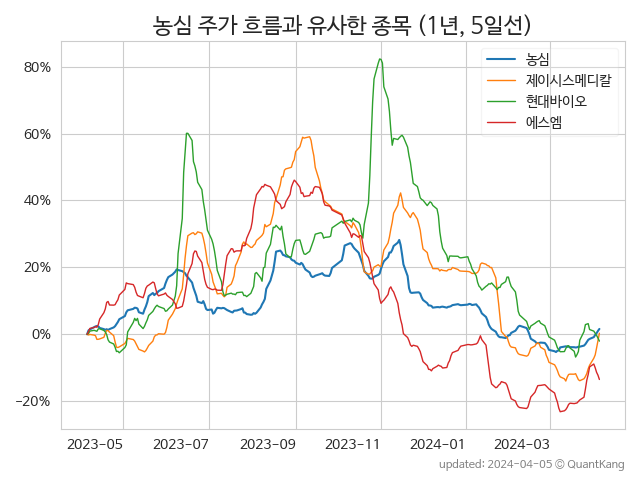 농심 주가 흐름과 유사한 종목 (1년, 5일선)
농심
제이시스메디칼
현대바이오
에스엠
80%
60%
40%
20%
0%
−20%
2023-05 2023-07 2023-09 2023-11 2024-01 2024-03
updated: 2024-04-05 © QuantKang